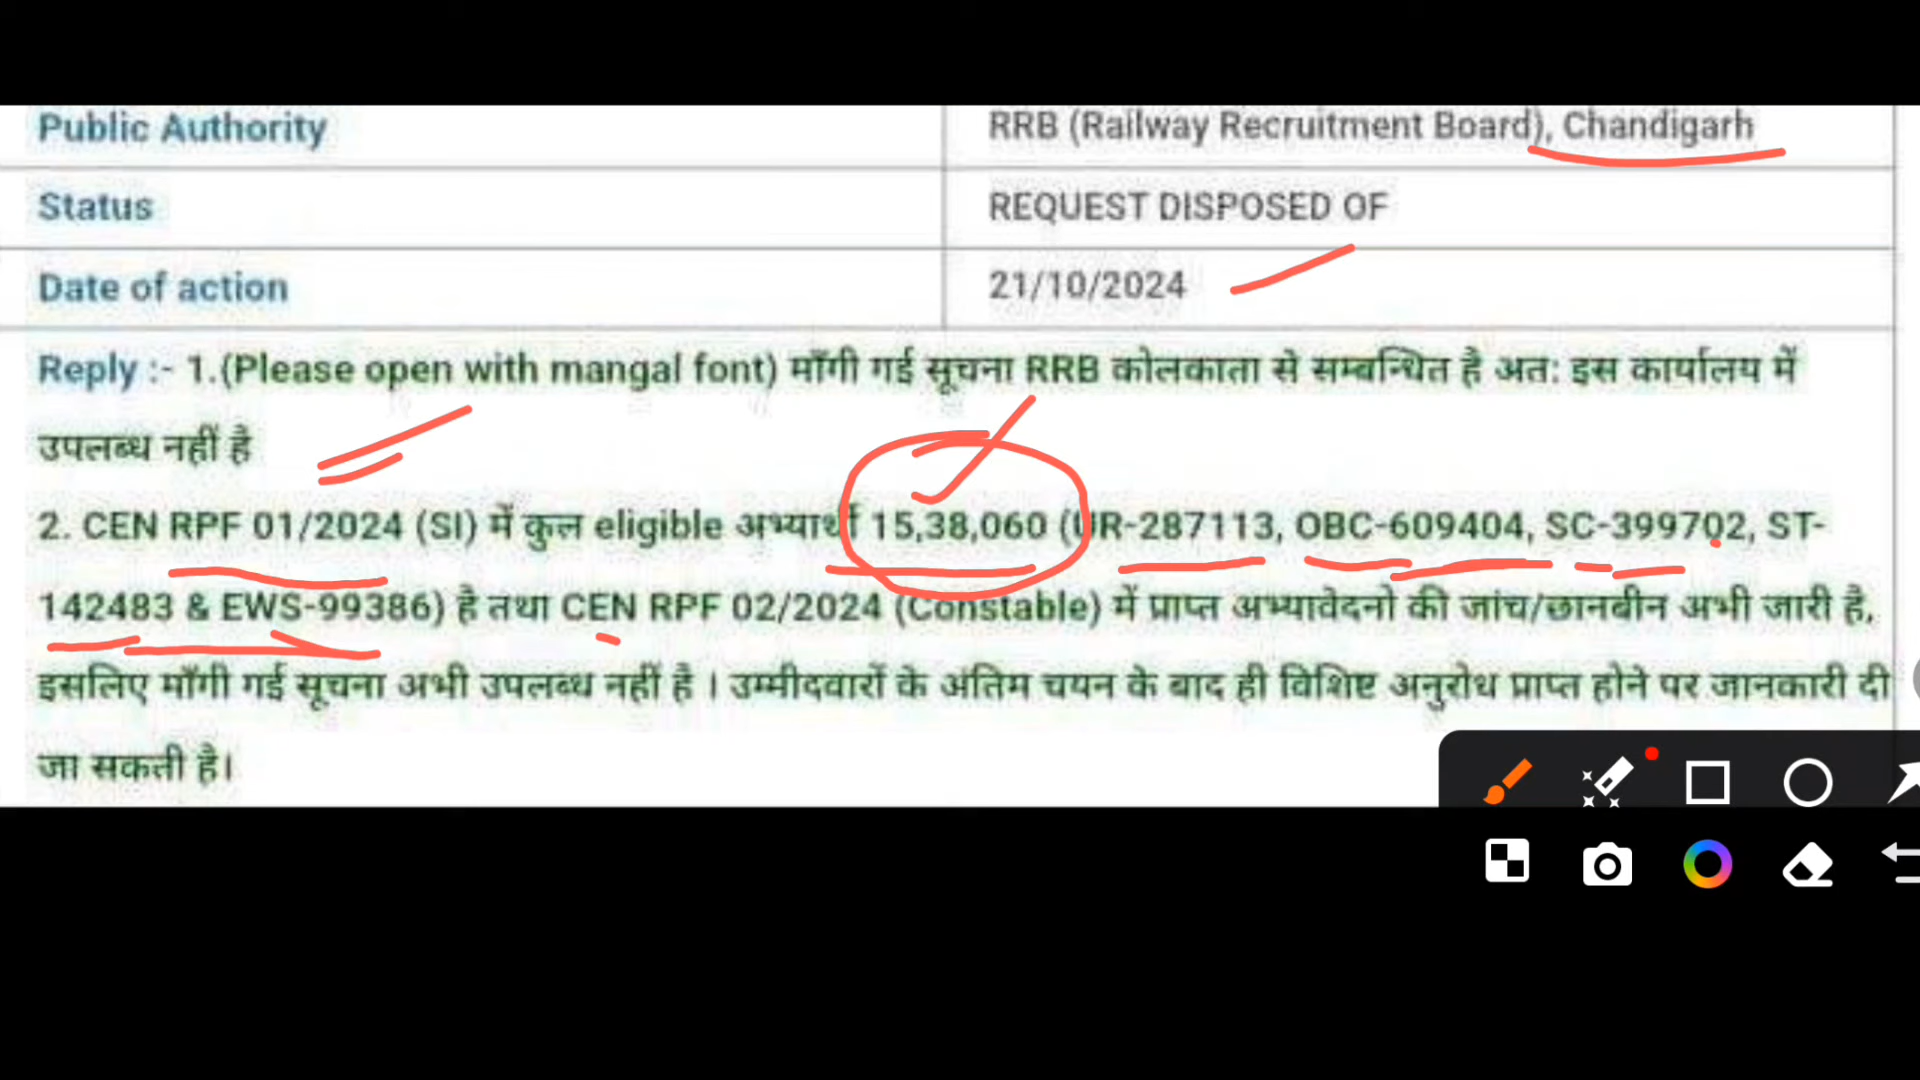 Public Authority RRB (Railway Recruitment Board), Chandigarh
Status REQUEST DISPOSED OF
Date of action 21/10/2024
Reply :- 1.(Please open with mangal font) माँगी गई सूचना RRB कोलकाता से सम्बन्धित है अत: इस कार्यालय में
उपलब्ध नहीं है
2. CEN RPF 01/2024 (SI) में कुल eligible अभ्यार्थी 15,38,060 (UR-287113, OBC-609404, SC-399702, ST-
142483 & EWS-99386) है तथा CEN RPF 02/2024 (Constable) में प्राप्त अभ्यावेदनो की जांच/छानबीन अभी जारी है,
इसलिए माँगी गई सूचना अभी उपलब्ध नहीं है । उम्मीदवारों के अंतिम चयन के बाद ही विशिष्ट अनुरोध प्राप्त होने पर जानकारी दी
जा सकती है।